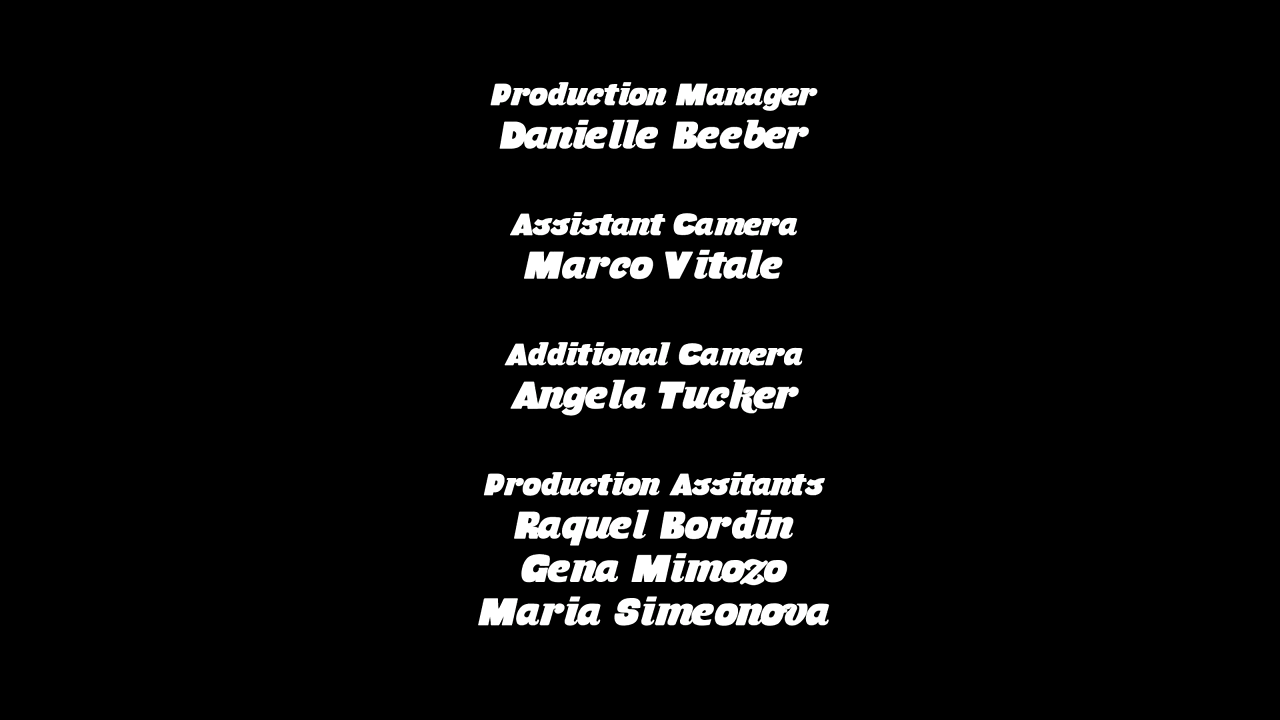 Production Manager
Danielle Beeber
Assistant Camera
Marco Vitale
Additional Camera
Angela Tucker
Production Assitants
Raquel Bordin
Gena Mimozo
Maria Simeonova